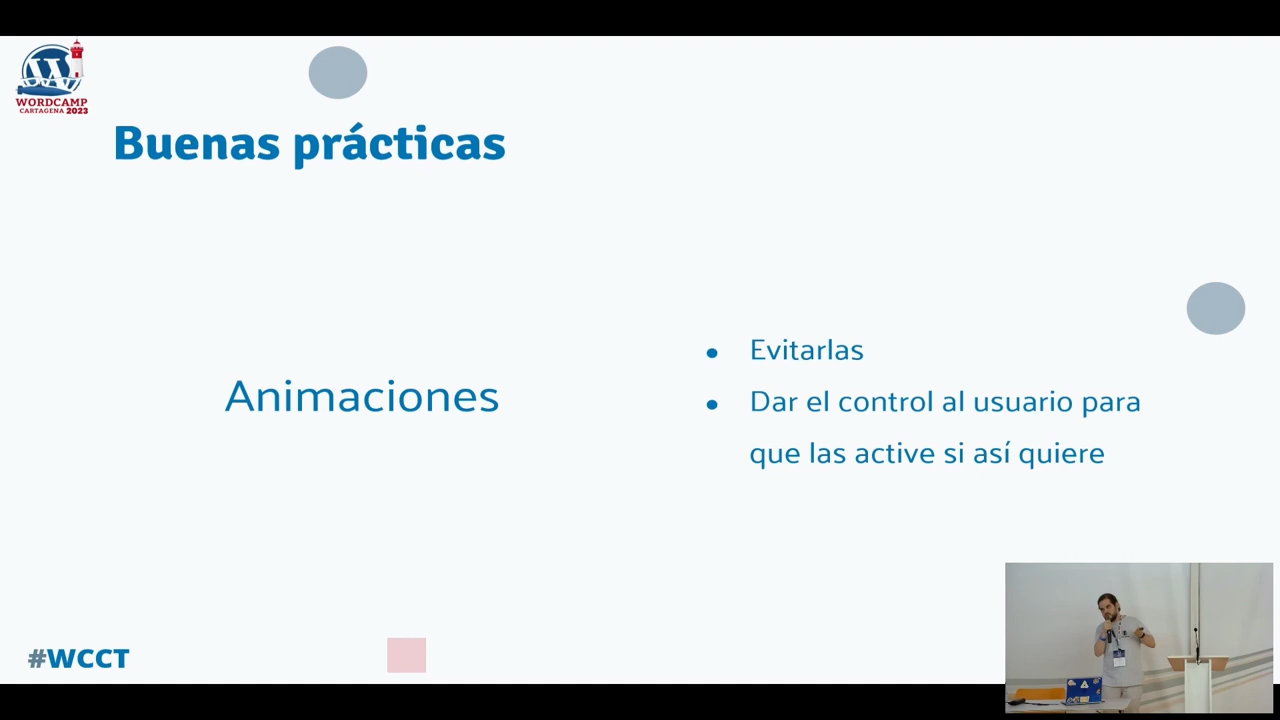 WORDCAMP
CARTAGENA 2023
Buenas prácticas
Animaciones
• Evitarlas
• Dar el control al usuario para
que las active si así quiere
#WCCT